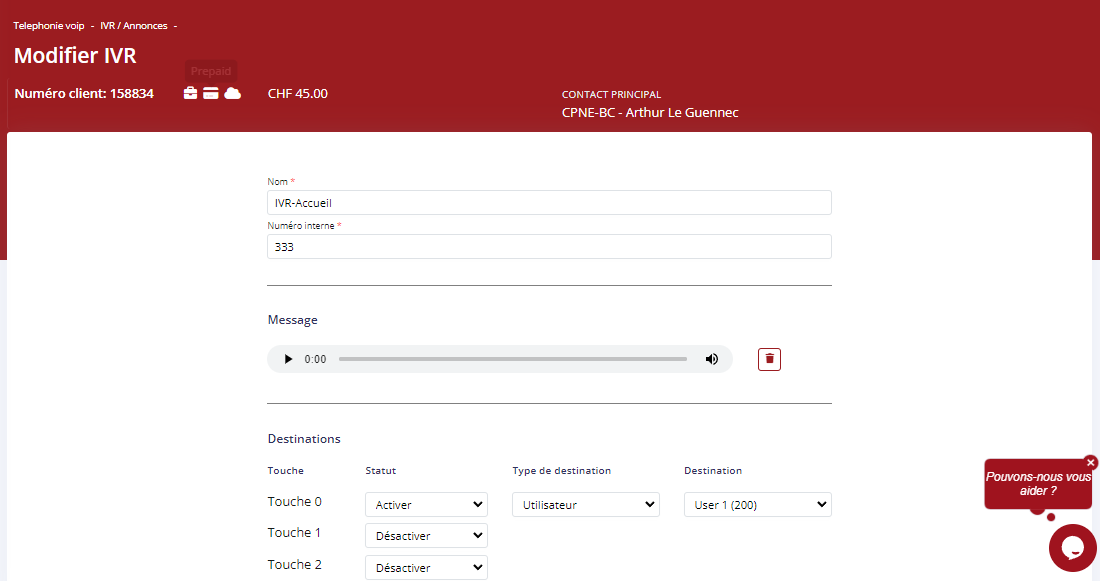 Telephonie voip - IVR / Annonces -
Modifier IVR
Prepaid
Numéro client: 158834
CHF 45.00
CONTACT PRINCIPAL
CPNE-BC - Arthur Le Guennec
Nom *
IVR-Accueil
Numéro interne *
333
Message
0:00
Destinations
Touche Statut Type de destination Destination
Touche 0 Activer Utilisateur User 1 (200)
Touche 1 Désactiver
Touche 2 Désactiver
Pouvons-nous vous
aider ?